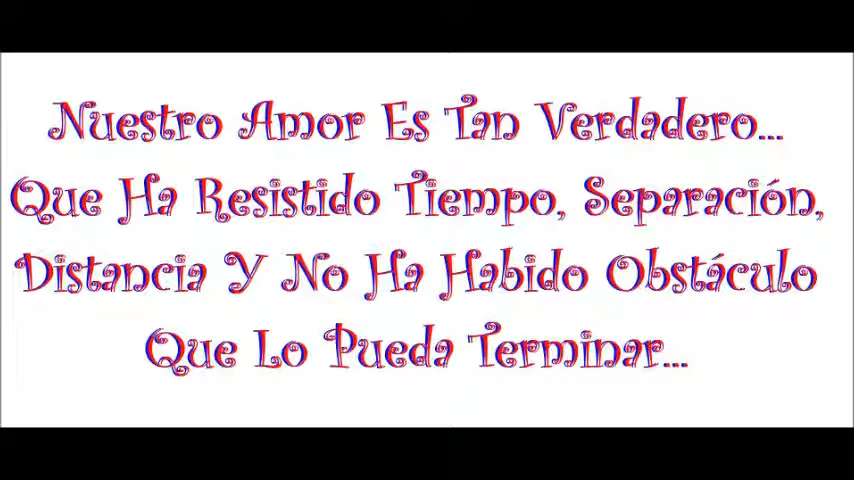 Nuestro Amor Es Tan Verdadero...
Que Ha Resistido Tiempo, Separación,
Distancia Y No Ha Habido Obstáculo
Que Lo Pueda Terminar...